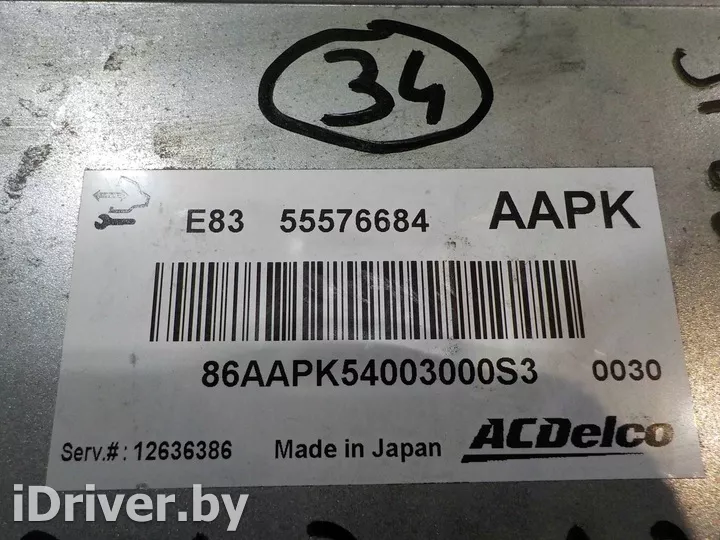 34
E83 55576684 AAPK
86AAPK54003000S3 0030
Serv.#: 12636386 Made in Japan ACDelco
iDriver.by